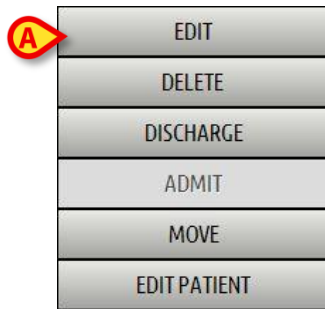 A
EDIT
DELETE
DISCHARGE
ADMIT
MOVE
EDIT PATIENT